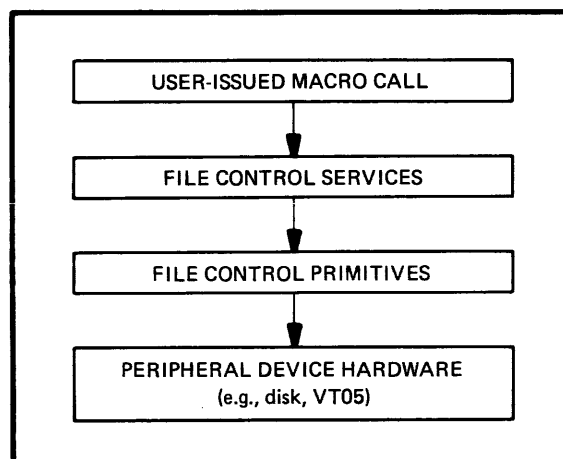 USER-ISSUED MACRO CALL
FILE CONTROL SERVICES
FILE CONTROL PRIMITIVES
PERIPHERAL DEVICE HARDWARE
(e.g., disk, VT05)